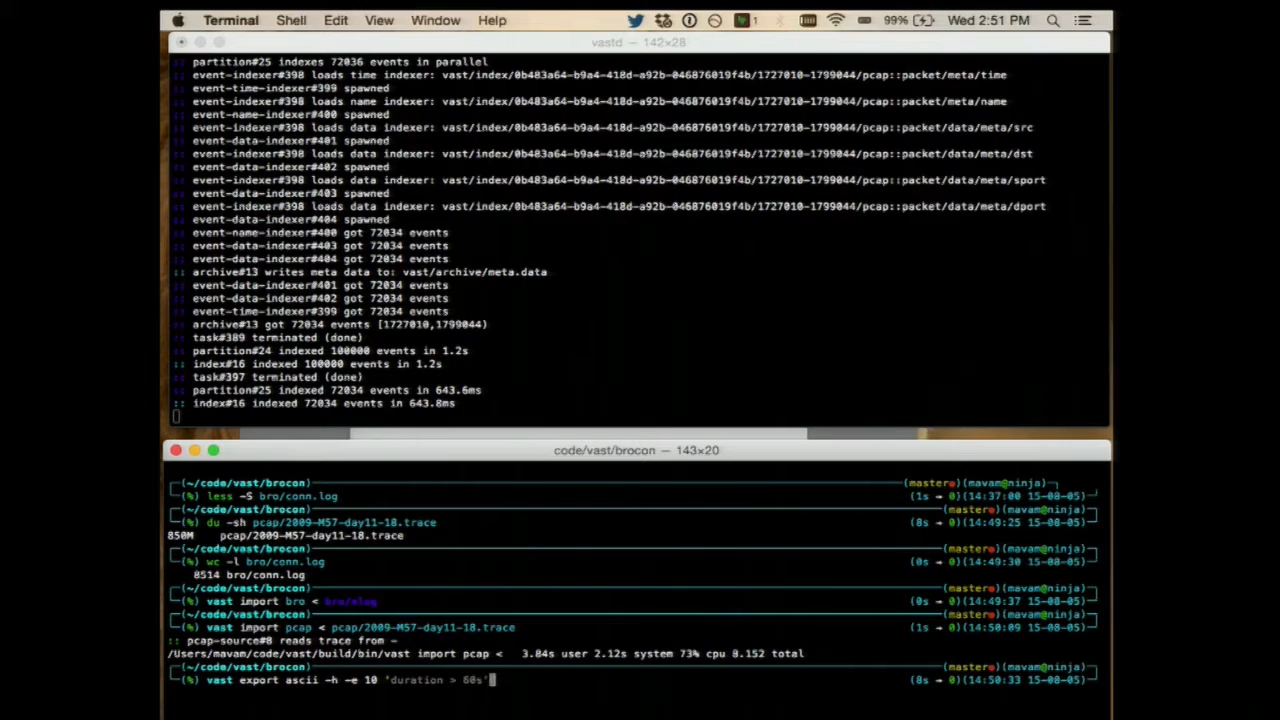 Terminal Shell Edit View Window Help 1 99% Wed 2:51 PM
vastd — 142×28
:: partition#25 indexes 72036 events in parallel
:: event-indexer#398 loads time indexer: vast/index/0b483a64-b9a4-418d-a92b-046876019f4b/1727010-1799044/pcap::packet/meta/time
:: event-time-indexer#399 spawned
:: event-indexer#398 loads name indexer: vast/index/0b483a64-b9a4-418d-a92b-046876019f4b/1727010-1799044/pcap::packet/meta/name
:: event-name-indexer#400 spawned
:: event-indexer#398 loads data indexer: vast/index/0b483a64-b9a4-418d-a92b-046876019f4b/1727010-1799044/pcap::packet/data/meta/src
:: event-data-indexer#401 spawned
:: event-indexer#398 loads data indexer: vast/index/0b483a64-b9a4-418d-a92b-046876019f4b/1727010-1799044/pcap::packet/data/meta/dst
:: event-data-indexer#402 spawned
:: event-indexer#398 loads data indexer: vast/index/0b483a64-b9a4-418d-a92b-046876019f4b/1727010-1799044/pcap::packet/data/meta/sport
:: event-data-indexer#403 spawned
:: event-indexer#398 loads data indexer: vast/index/0b483a64-b9a4-418d-a92b-046876019f4b/1727010-1799044/pcap::packet/data/meta/dport
:: event-data-indexer#404 spawned
:: event-name-indexer#400 got 72034 events
:: event-data-indexer#403 got 72034 events
:: event-data-indexer#404 got 72034 events
:: archive#13 writes meta data to: vast/archive/meta.data
:: event-data-indexer#401 got 72034 events
:: event-data-indexer#402 got 72034 events
:: event-time-indexer#399 got 72034 events
:: archive#13 got 72034 events [1727010,1799044)
:: task#389 terminated (done)
:: partition#24 indexed 100000 events in 1.2s
:: index#16 indexed 100000 events in 1.2s
:: task#397 terminated (done)
:: partition#25 indexed 72034 events in 643.6ms
:: index#16 indexed 72034 events in 643.8ms
code/vast/brocon — 143×20
(~/code/vast/brocon) (master●) (mavam@ninja)
(%) less -S bro/conn.log (1s → 0)(14:37:00 15-08-05)
(~/code/vast/brocon) (master●) (mavam@ninja)
(%) du -sh pcap/2009-M57-day11-18.trace (8s → 0)(14:49:25 15-08-05)
850M pcap/2009-M57-day11-18.trace
(~/code/vast/brocon) (master●) (mavam@ninja)
(%) wc -l bro/conn.log (0s → 0)(14:49:30 15-08-05)
8514 bro/conn.log
(~/code/vast/brocon) (master●) (mavam@ninja)
(%) vast import bro < (0s → 0)(14:49:37 15-08-05)
(~/code/vast/brocon) (master●) (mavam@ninja)
(%) vast import pcap < pcap/2009-M57-day11-18.trace (1s → 0)(14:50:09 15-08-05)
:: pcap-source#8 reads trace from -
/Users/mavam/code/vast/build/bin/vast import pcap < 3.84s user 2.12s system 73% cpu 8.152 total
(~/code/vast/brocon) (master●) (mavam@ninja)
(%) vast export ascii -h -e 10 'duration > 60s' (8s → 0)(14:50:33 15-08-05)